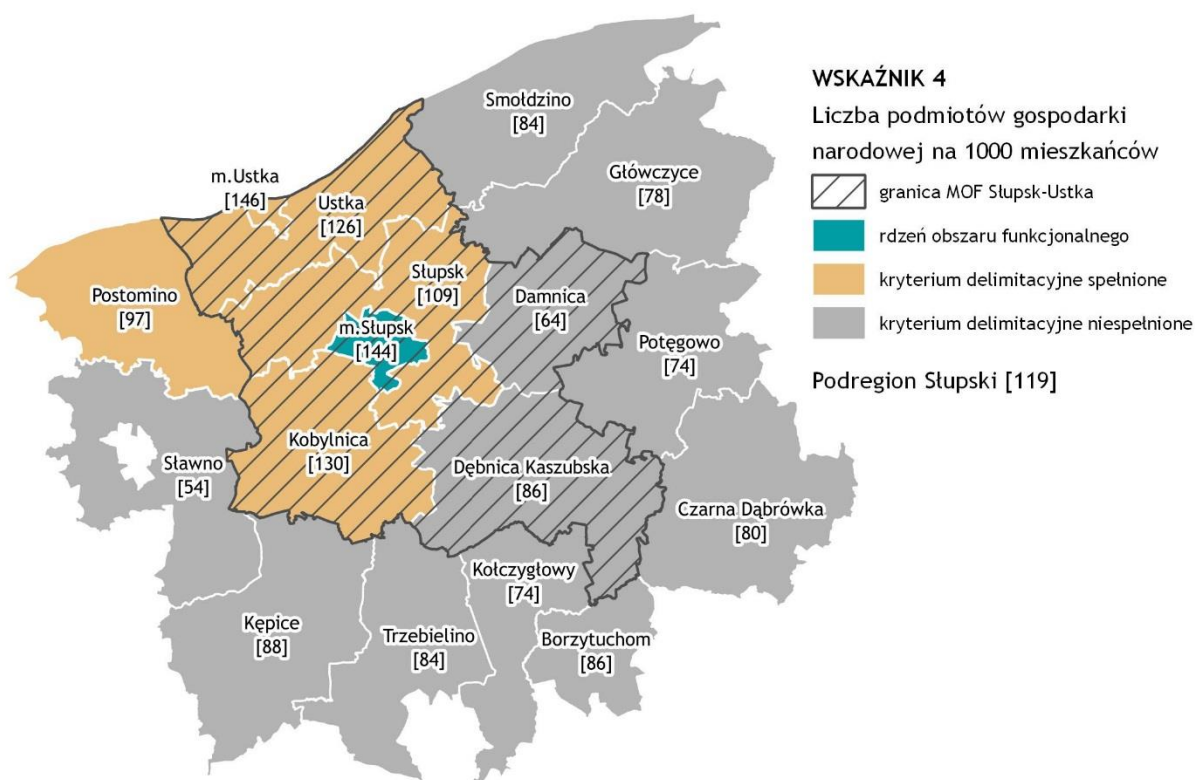 Smołdzino
[84]
Główczyce
[78]
m.Ustka
[146]
Ustka
[126]
Postomino
[97]
Słupsk
[109]
m.Słupsk
[144]
Damnica
[64]
Potęgowo
[74]
Sławno
[54]
Kobylnica
[130]
Dębnica Kaszubska
[86]
Czarna Dąbrówka
[80]
Kołczygłowy
[74]
Kępice
[88]
Trzebielino
[84]
Borzytuchom
[86]
WSKAŹNIK 4
Liczba podmiotów gospodarki
narodowej na 1000 mieszkańców
granica MOF Słupsk-Ustka
rdzeń obszaru funkcjonalnego
kryterium delimitacyjne spełnione
kryterium delimitacyjne niespełnione
Podregion Słupski [119]